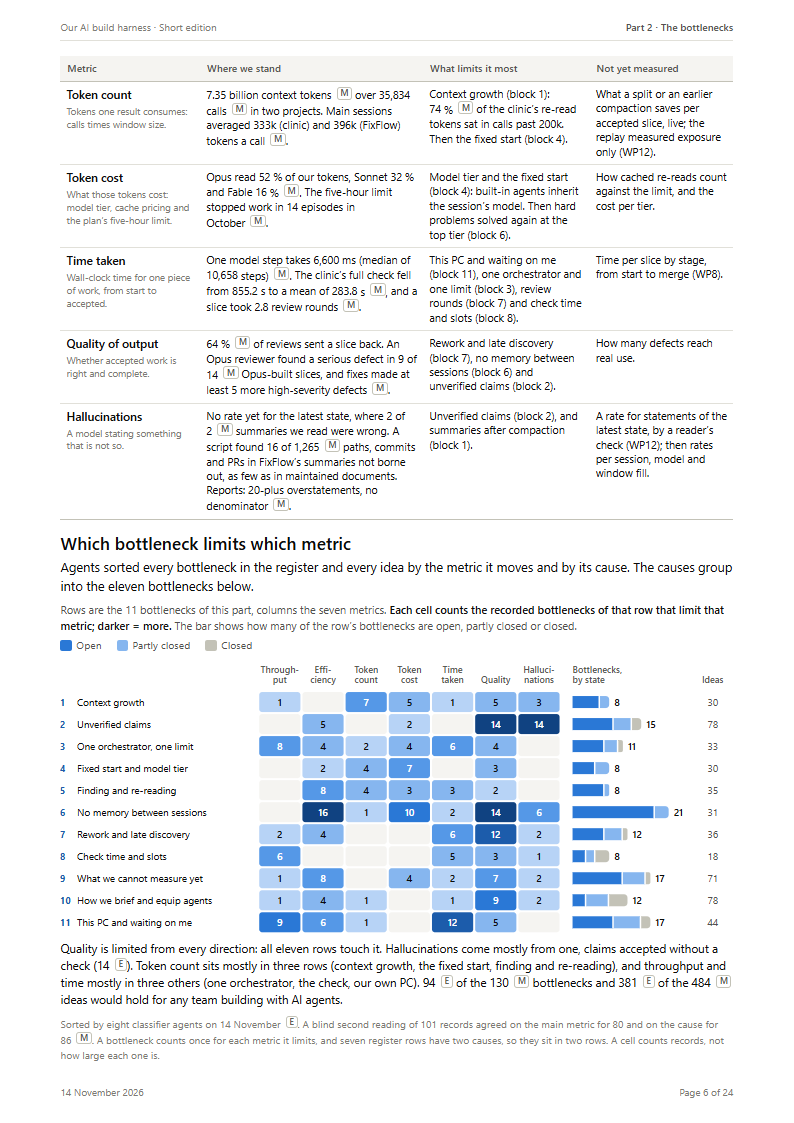 Our AI build harness · Short edition
Part 2 · The bottlenecks
Metric Where we stand What limits it most Not yet measured
Token count
Tokens one result consumes:
calls times window size.
7.35 billion context tokens M over 35,834
calls M in two projects. Main sessions
averaged 333k (clinic) and 396k (FixFlow)
tokens a call M.
Context growth (block 1):
74 % M of the clinic's re-read
tokens sat in calls past 200k.
Then the fixed start (block 4).
What a split or an earlier
compaction saves per
accepted slice, live; the
replay measured exposure
only (WP12).
Token cost
What those tokens cost:
model tier, cache pricing and
the plan's five-hour limit.
Opus read 52 % of our tokens, Sonnet 32 %
and Fable 16 % M. The five-hour limit
stopped work in 14 episodes in
October M.
Model tier and the fixed start
(block 4): built-in agents inherit
the session's model. Then hard
problems solved again at the
top tier (block 6).
How cached re-reads count
against the limit, and the
cost per tier.
Time taken
Wall-clock time for one piece
of work, from start to
accepted.
One model step takes 6,600 ms (median of
10,658 steps) M. The clinic's full check fell
from 855.2 s to a mean of 283.8 s M, and a
slice took 2.8 review rounds M.
This PC and waiting on me
(block 11), one orchestrator and
one limit (block 3), review
rounds (block 7) and check time
and slots (block 8).
Time per slice by stage,
from start to merge (WP8).
Quality of output
Whether accepted work is
right and complete.
64 % M of reviews sent a slice back. An
Opus reviewer found a serious defect in 9 of
14 M Opus-built slices, and fixes made at
least 5 more high-severity defects M.
Rework and late discovery
(block 7), no memory between
sessions (block 6) and
unverified claims (block 2).
How many defects reach
real use.
Hallucinations
A model stating something
that is not so.
No rate yet for the latest state, where 2 of
2 M summaries we read were wrong. A
script found 16 of 1,265 M paths, commits
and PRs in FixFlow's summaries not borne
out, as few as in maintained documents.
Reports: 20-plus overstatements, no
denominator M.
Unverified claims (block 2), and
summaries after compaction
(block 1).
A rate for statements of the
latest state, by a reader's
check (WP12); then rates
per session, model and
window fill.
Which bottleneck limits which metric
Agents sorted every bottleneck in the register and every idea by the metric it moves and by its cause. The causes group
into the eleven bottlenecks below.
Rows are the 11 bottlenecks of this part, columns the seven metrics. Each cell counts the recorded bottlenecks of that row that limit that
metric; darker = more. The bar shows how many of the row's bottlenecks are open, partly closed or closed.
Open Partly closed Closed
Through-
put
Effi-
ciency
Token
count
Token
cost
Time
taken
Quality
Halluci-
nations
Bottlenecks,
by state
Ideas
1 Context growth 1 7 5 1 5 3 8 30
2 Unverified claims 5 2 14 14 15 78
3 One orchestrator, one limit 8 4 2 4 6 4 11 33
4 Fixed start and model tier 2 4 7 3 8 30
5 Finding and re-reading 8 4 3 3 2 8 35
6 No memory between sessions 16 1 10 2 14 6 21 31
7 Rework and late discovery 2 4 6 12 2 12 36
8 Check time and slots 6 5 3 1 8 18
9 What we cannot measure yet 1 8 4 2 7 2 17 71
10 How we brief and equip agents 1 4 1 1 9 2 12 78
11 This PC and waiting on me 9 6 1 12 5 17 44
Quality is limited from every direction: all eleven rows touch it. Hallucinations come mostly from one, claims accepted without a
check (14 E). Token count sits mostly in three rows (context growth, the fixed start, finding and re-reading), and throughput and
time mostly in three others (one orchestrator, the check, our own PC). 94 E of the 130 M bottlenecks and 381 E of the 484 M
ideas would hold for any team building with AI agents.
Sorted by eight classifier agents on 14 November E. A blind second reading of 101 records agreed on the main metric for 80 and on the cause for
86 M. A bottleneck counts once for each metric it limits, and seven register rows have two causes, so they sit in two rows. A cell counts records, not
how large each one is.
14 November 2026
Page 6 of 24